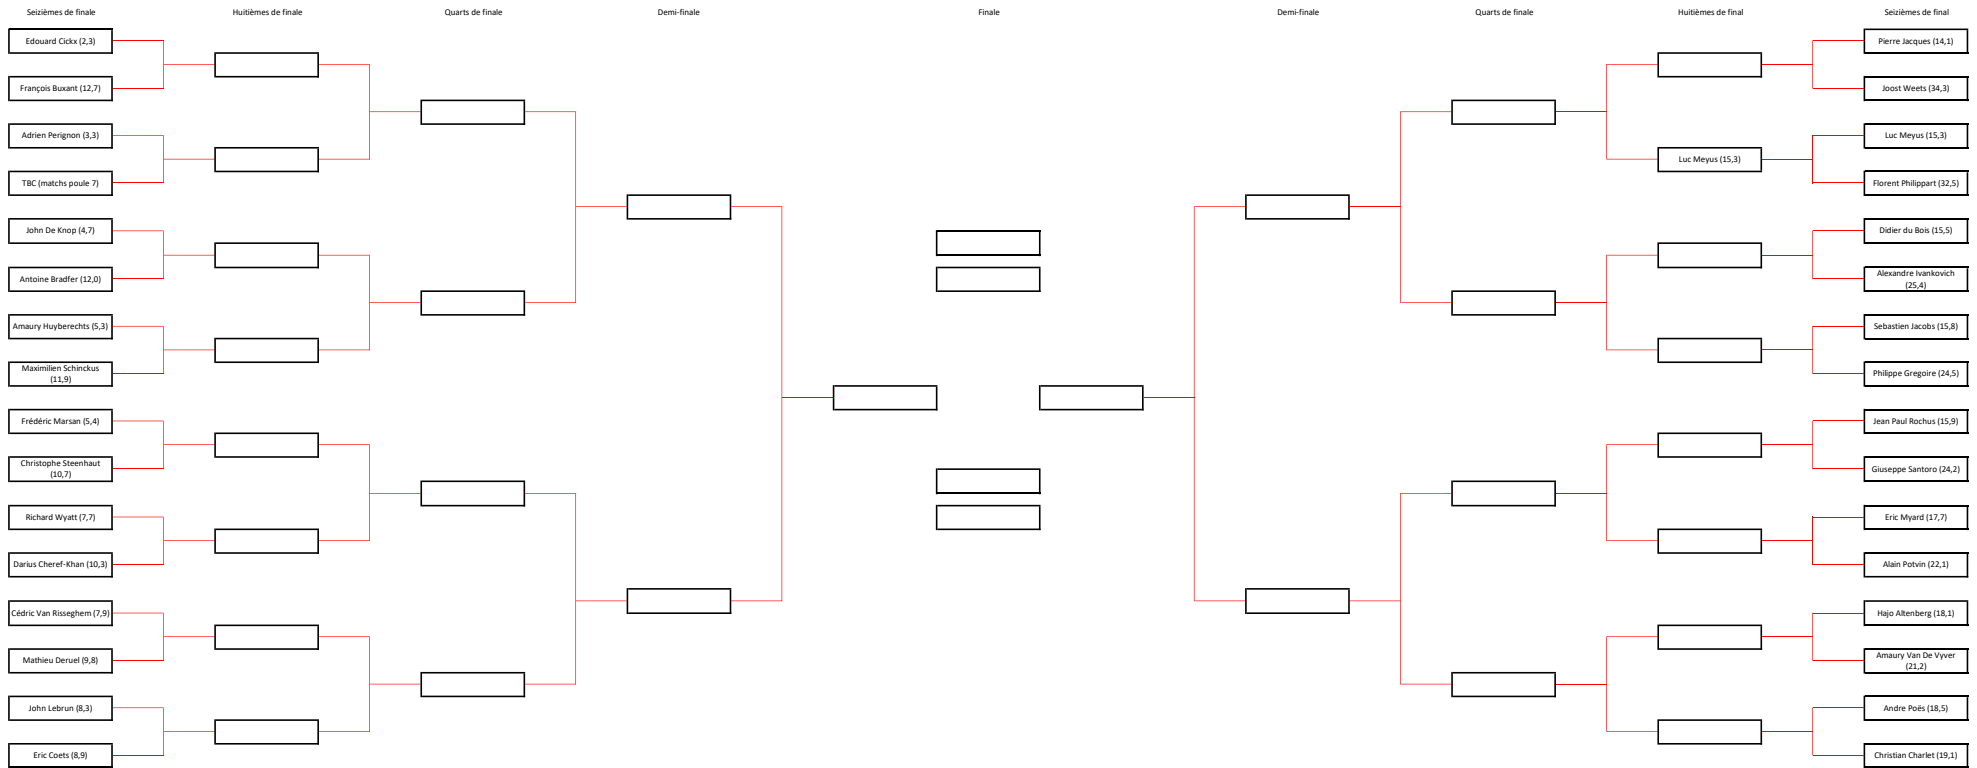 Seizièmes de finale
Huitièmes de finale
Quarts de finale
Demi-finale
Finale
Demi-finale
Quarts de finale
Huitièmes de final
Seizièmes de final
Edouard Cickx (2,3)
François Buxant (12,7)
Adrien Perignon (3,3)
TBC (matchs poule 7)
John De Knop (4,7)
Antoine Bradfer (12,0)
Amaury Huyberechts (5,3)
Maximilien Schinckus
(11,9)
Frédéric Marsan (5,4)
Christophe Steenhaut
(10,7)
Richard Wyatt (7,7)
Darius Cheref-Khan (10,3)
Cédric Van Risseghem (7,9)
Mathieu Deruel (9,8)
John Lebrun (8,3)
Eric Coets (8,9)
Luc Meyus (15,3)
Pierre Jacques (14,1)
Joost Weets (34,3)
Luc Meyus (15,3)
Florent Philippart (32,5)
Didier du Bois (15,5)
Alexandre Ivankovich
(25,4)
Sebastien Jacobs (15,8)
Philippe Gregoire (24,5)
Jean Paul Rochus (15,9)
Giuseppe Santoro (24,2)
Eric Myard (17,7)
Alain Potvin (22,1)
Hajo Altenberg (18,1)
Amaury Van De Vyver
(21,2)
Andre Poës (18,5)
Christian Charlet (19,1)